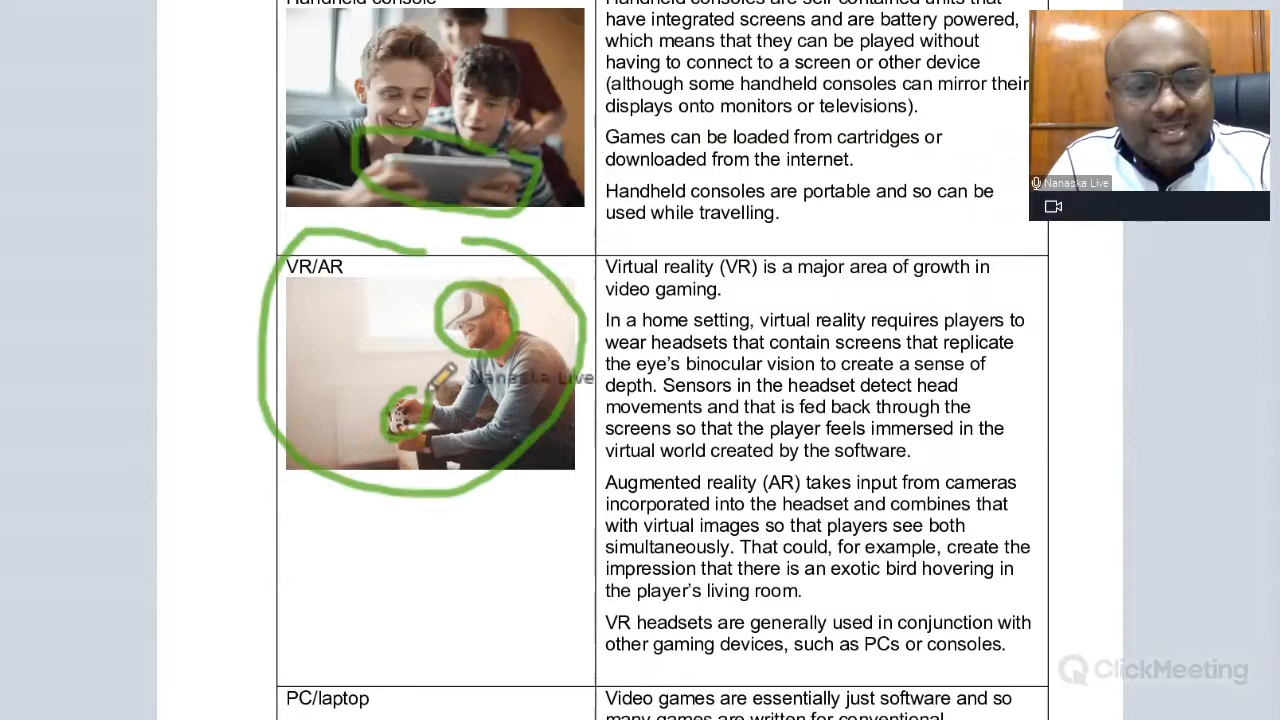 Handheld console
Handheld consoles are self-contained units that
have integrated screens and are battery powered,
which means that they can be played without
having to connect to a screen or other device
(although some handheld consoles can mirror their
displays onto monitors or televisions).
Games can be loaded from cartridges or
downloaded from the internet.
Handheld consoles are portable and so can be
used while travelling.
Nanaska Live
VR/AR
Nanaska Live
Virtual reality (VR) is a major area of growth in
video gaming.
In a home setting, virtual reality requires players to
wear headsets that contain screens that replicate
the eye’s binocular vision to create a sense of
depth. Sensors in the headset detect head
movements and that is fed back through the
screens so that the player feels immersed in the
virtual world created by the software.
Augmented reality (AR) takes input from cameras
incorporated into the headset and combines that
with virtual images so that players see both
simultaneously. That could, for example, create the
impression that there is an exotic bird hovering in
the player’s living room.
VR headsets are generally used in conjunction with
other gaming devices, such as PCs or consoles.
ClickMeeting
PC/laptop
Video games are essentially just software and so
many games are written for conventional